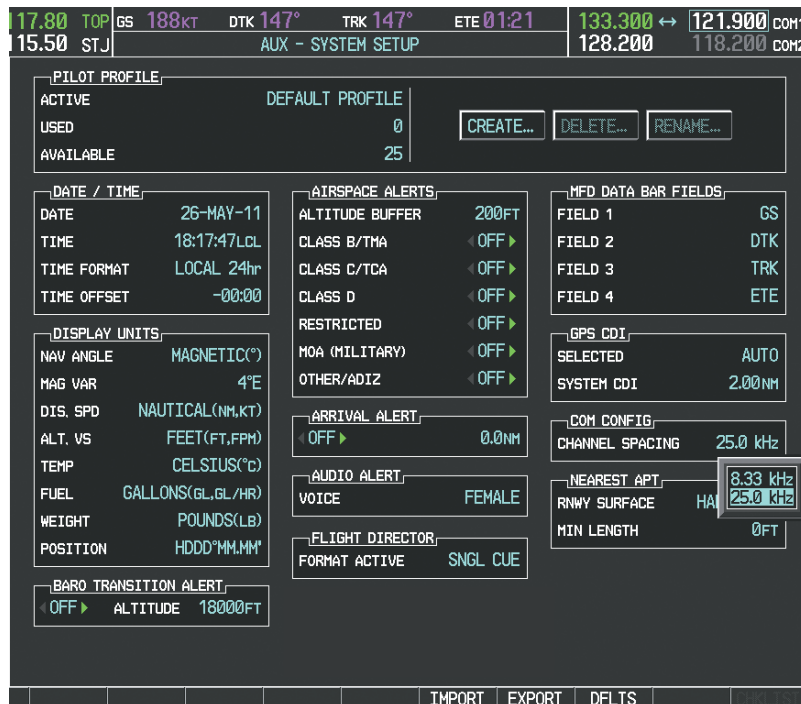 17.80 TOP GS 188KT DTK 147° TRK 147° ETE 01:21 133.300 ↔ 121.900 COM1
115.50 STJ AUX - SYSTEM SETUP 128.200 118.200 COM2
PILOT PROFILE
ACTIVE DEFAULT PROFILE
USED 0 CREATE... DELETE... RENAME...
AVAILABLE 25
DATE / TIME
DATE 26-MAY-11
TIME 18:17:47LCL
TIME FORMAT LOCAL 24hr
TIME OFFSET -00:00
DISPLAY UNITS
NAV ANGLE MAGNETIC(°)
MAG VAR 4°E
DIS, SPD NAUTICAL(NM,KT)
ALT, VS FEET(FT,FPM)
TEMP CELSIUS(°C)
FUEL GALLONS(GL,GL/HR)
WEIGHT POUNDS(LB)
POSITION HDDD°MM.MM'
BARO TRANSITION ALERT
OFF ALTITUDE 18000FT
AIRSPACE ALERTS
ALTITUDE BUFFER 200FT
CLASS B/TMA OFF
CLASS C/TCA OFF
CLASS D OFF
RESTRICTED OFF
MOA (MILITARY) OFF
OTHER/ADIZ OFF
ARRIVAL ALERT
OFF 0.0NM
AUDIO ALERT
VOICE FEMALE
FLIGHT DIRECTOR
FORMAT ACTIVE SNGL CUE
MFD DATA BAR FIELDS
FIELD 1 GS
FIELD 2 DTK
FIELD 3 TRK
FIELD 4 ETE
GPS CDI
SELECTED AUTO
SYSTEM CDI 2.00NM
COM CONFIG
CHANNEL SPACING 25.0 kHz
8.33 kHz
25.0 kHz
NEAREST APT
RNWY SURFACE HA
MIN LENGTH 0FT
IMPORT EXPORT DFLTS CHKLIST